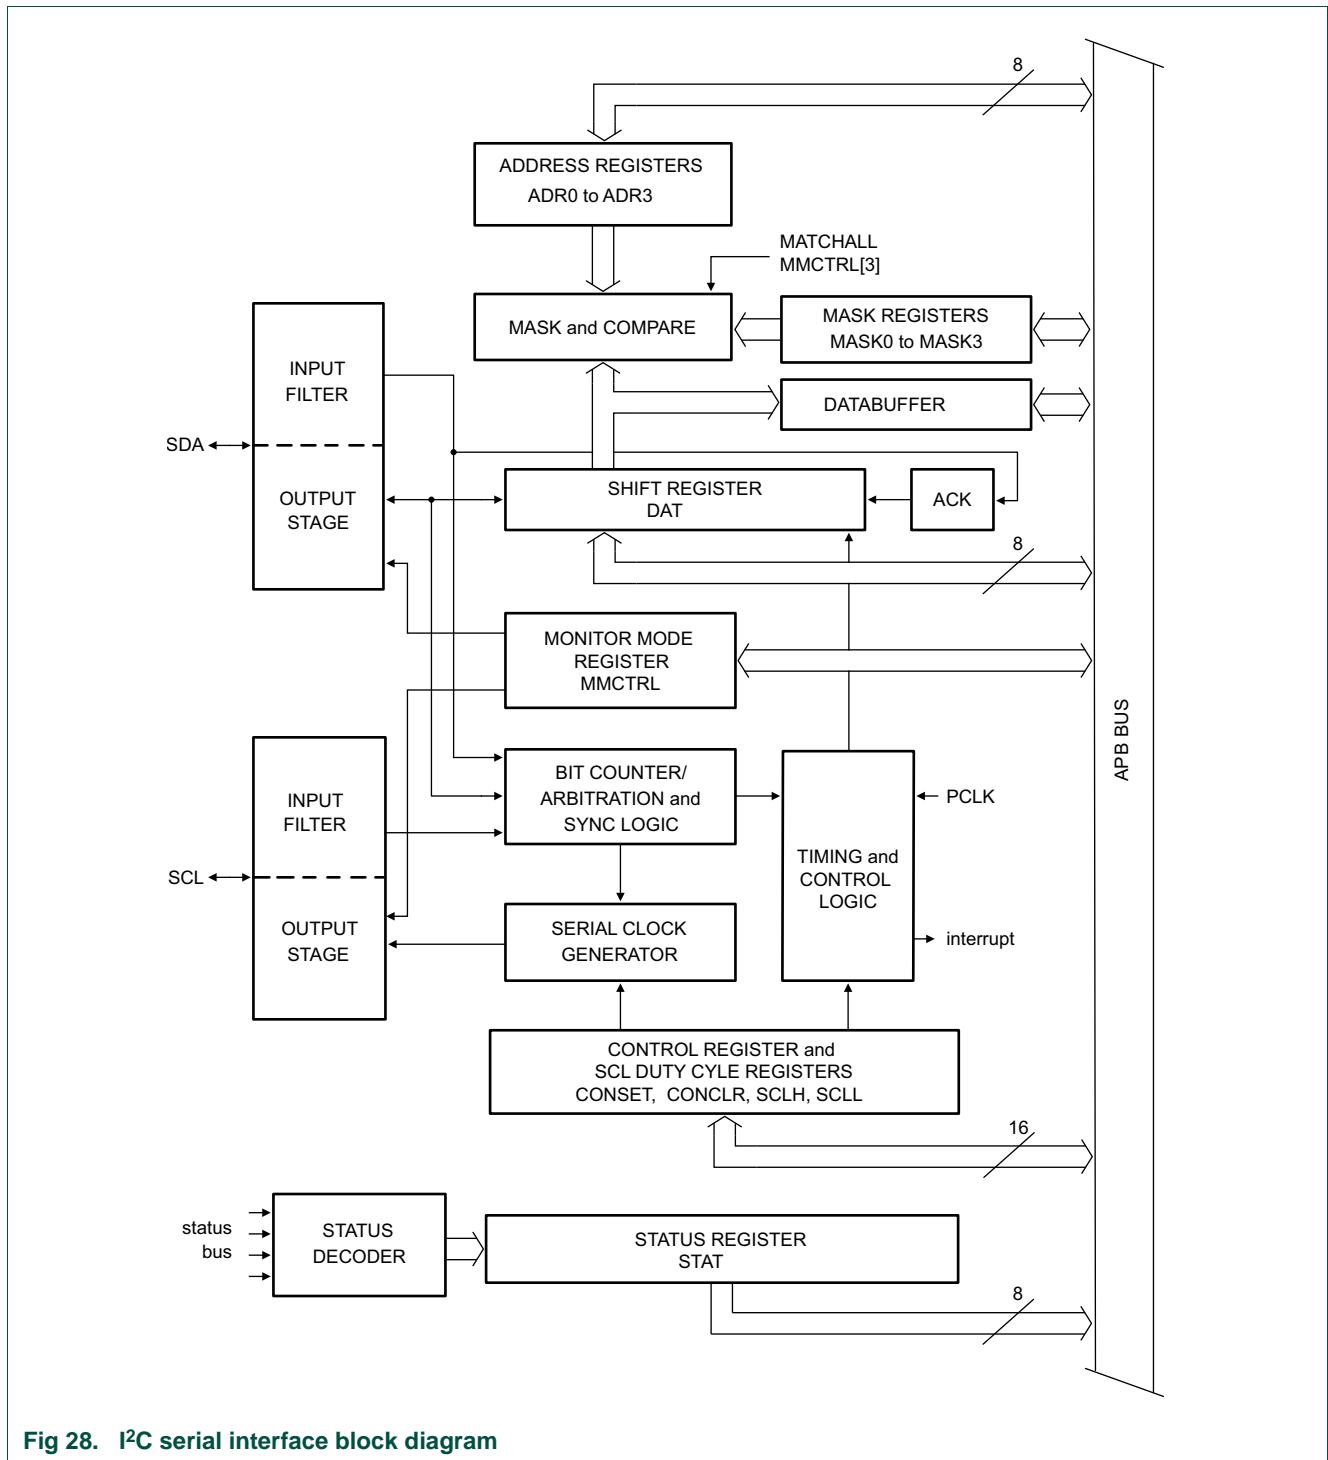 8
ADDRESS REGISTERS
ADR0 to ADR3
MATCHALL
MMCTRL[3]
MASK and COMPARE
MASK REGISTERS
MASK0 to MASK3
INPUT
FILTER
DATABUFFER
SDA
OUTPUT
STAGE
SHIFT REGISTER
DAT
ACK
8
MONITOR MODE
REGISTER
MMCTRL
APB BUS
INPUT
FILTER
BIT COUNTER/
ARBITRATION and
SYNC LOGIC
PCLK
TIMING and
CONTROL
LOGIC
SCL
OUTPUT
STAGE
SERIAL CLOCK
GENERATOR
interrupt
CONTROL REGISTER and
SCL DUTY CYLE REGISTERS
CONSET, CONCLR, SCLH, SCLL
16
status
bus
STATUS
DECODER
STATUS REGISTER
STAT
8
Fig 28. I²C serial interface block diagram